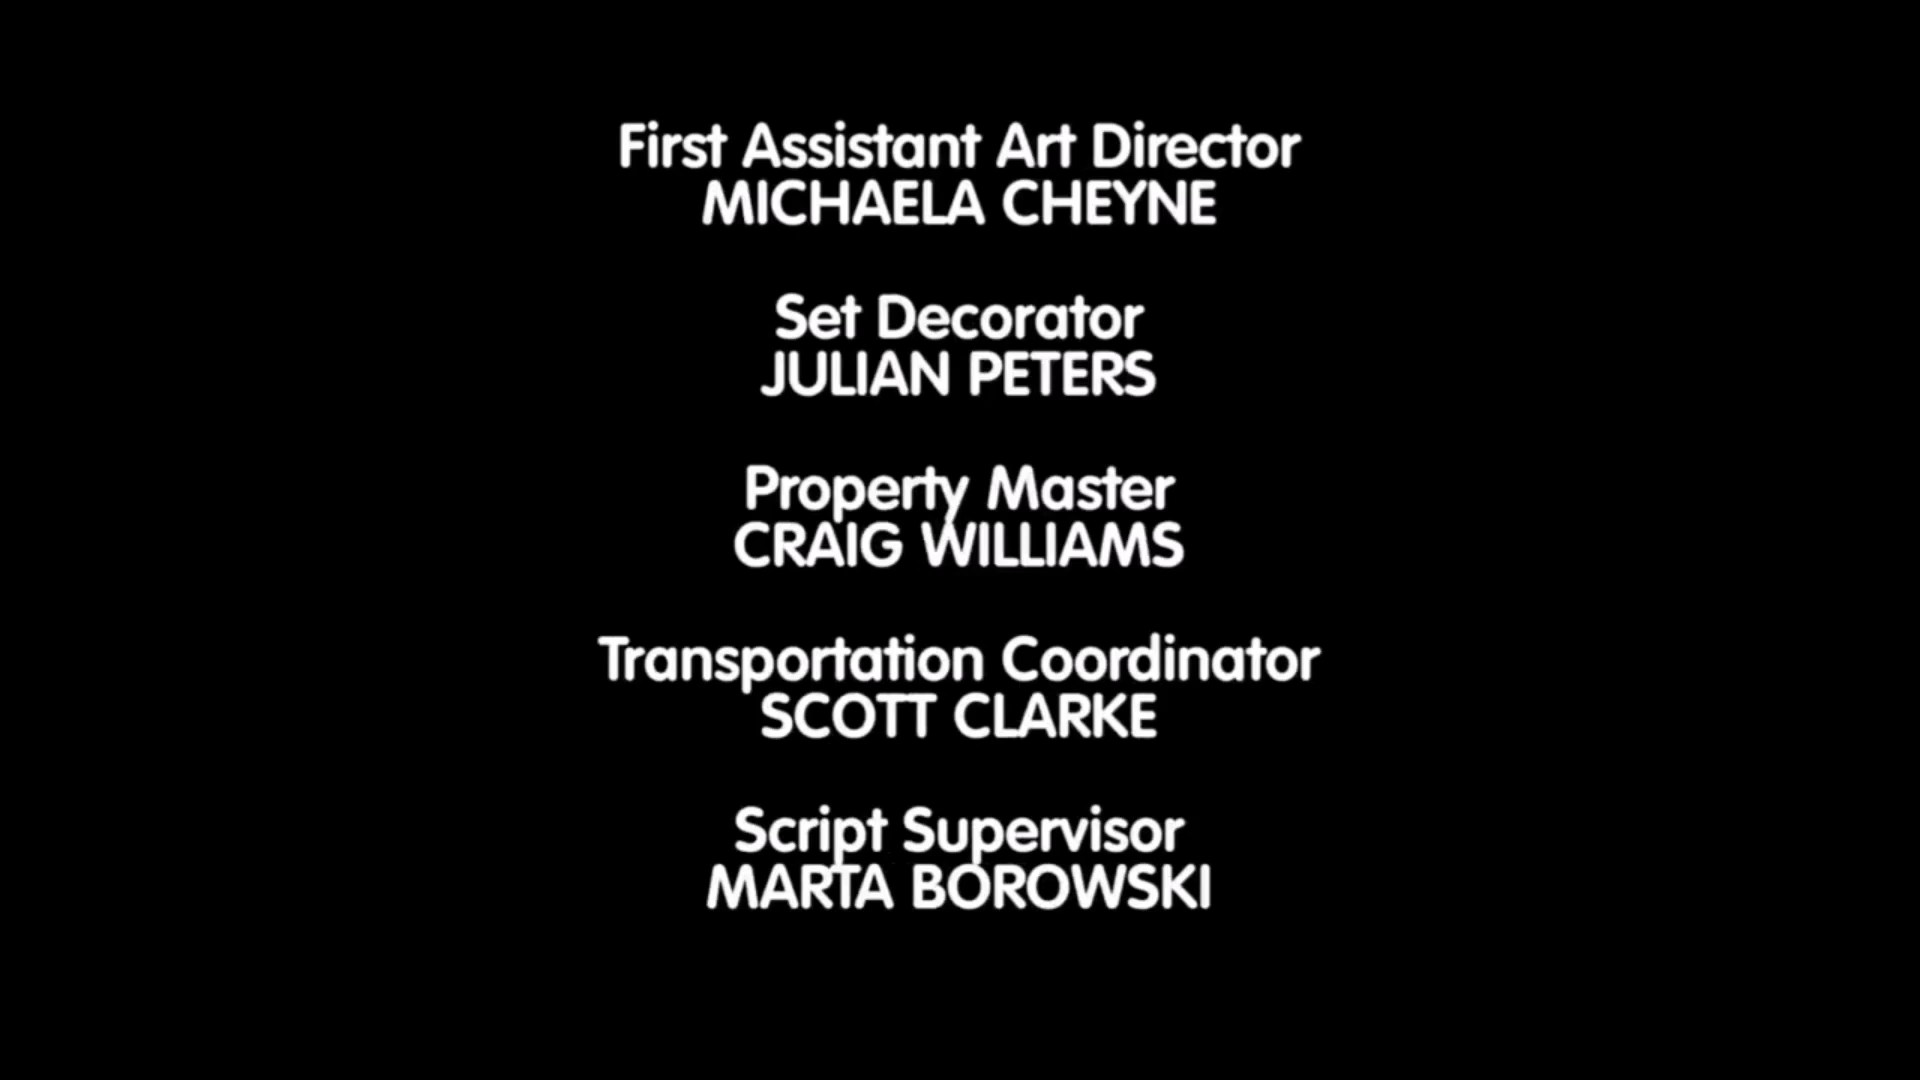 First Assistant Art Director
MICHAELA CHEYNE
Set Decorator
JULIAN PETERS
Property Master
CRAIG WILLIAMS
Transportation Coordinator
SCOTT CLARKE
Script Supervisor
MARTA BOROWSKI